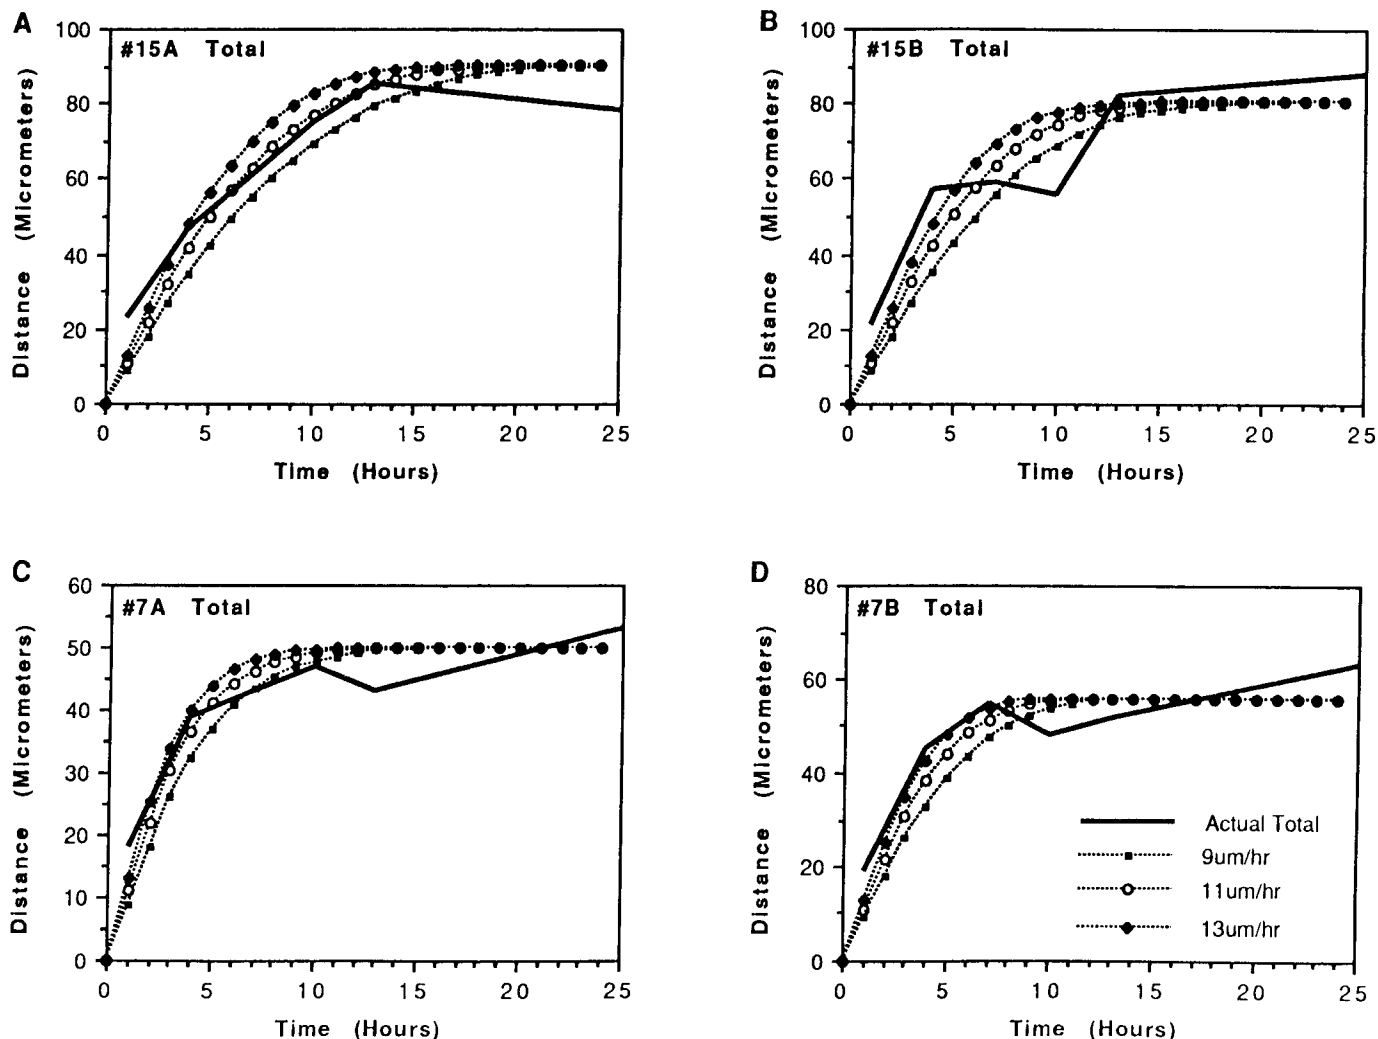 A
#15A Total
100
80
60
40
20
0
Distance (Micrometers)
0 5 10 15 20 25
Time (Hours)
B
#15B Total
100
80
60
40
20
0
Distance (Micrometers)
0 5 10 15 20 25
Time (Hours)
C
#7A Total
60
50
40
30
20
10
0
Distance (Micrometers)
0 5 10 15 20 25
Time (Hours)
D
#7B Total
80
60
40
20
0
Distance (Micrometers)
Actual Total
9um/hr
11um/hr
13um/hr
0 5 10 15 20 25
Time (Hours)